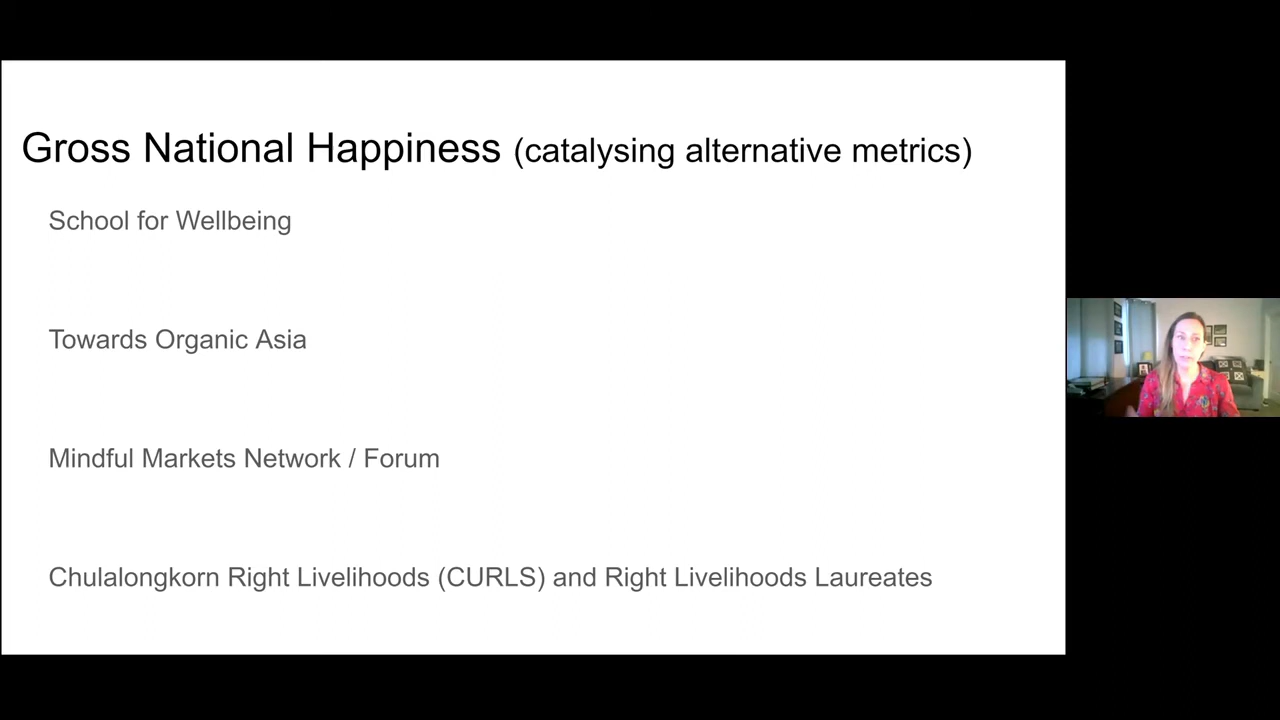 Gross National Happiness (catalysing alternative metrics)
School for Wellbeing
Towards Organic Asia
Mindful Markets Network / Forum
Chulalongkorn Right Livelihoods (CURLS) and Right Livelihoods Laureates